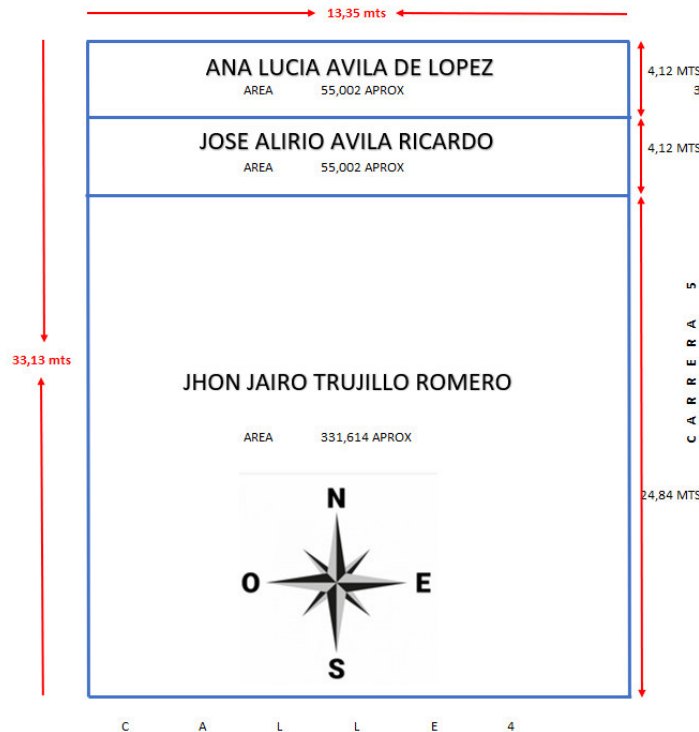 13,35 mts
ANA LUCIA AVILA DE LOPEZ
4,12 MTS
AREA 55,002 APROX
3
JOSE ALIRIO AVILA RICARDO
4,12 MTS
AREA 55,002 APROX
CARRERA 5
33,13 mts
JHON JAIRO TRUJILLO ROMERO
AREA 331,614 APROX
24,84 MTS
N
O E
S
CALLE 4